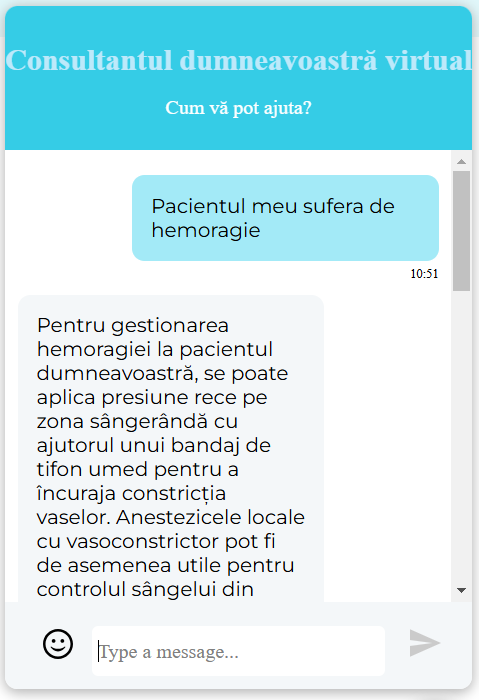 Consultantul dumneavoastră virtual
Cum vă pot ajuta?
Pacientul meu sufera de
hemoragie
10:51
Pentru gestionarea
hemoragiei la pacientul
dumneavoastră, se poate
aplica presiune rece pe
zona sângerândă cu
ajutorul unui bandaj de
tifon umed pentru a
încuraja constricția
vaselor. Anestezicele locale
cu vasoconstrictor pot fi
de asemenea utile pentru
controlul sângelui din
Type a message...